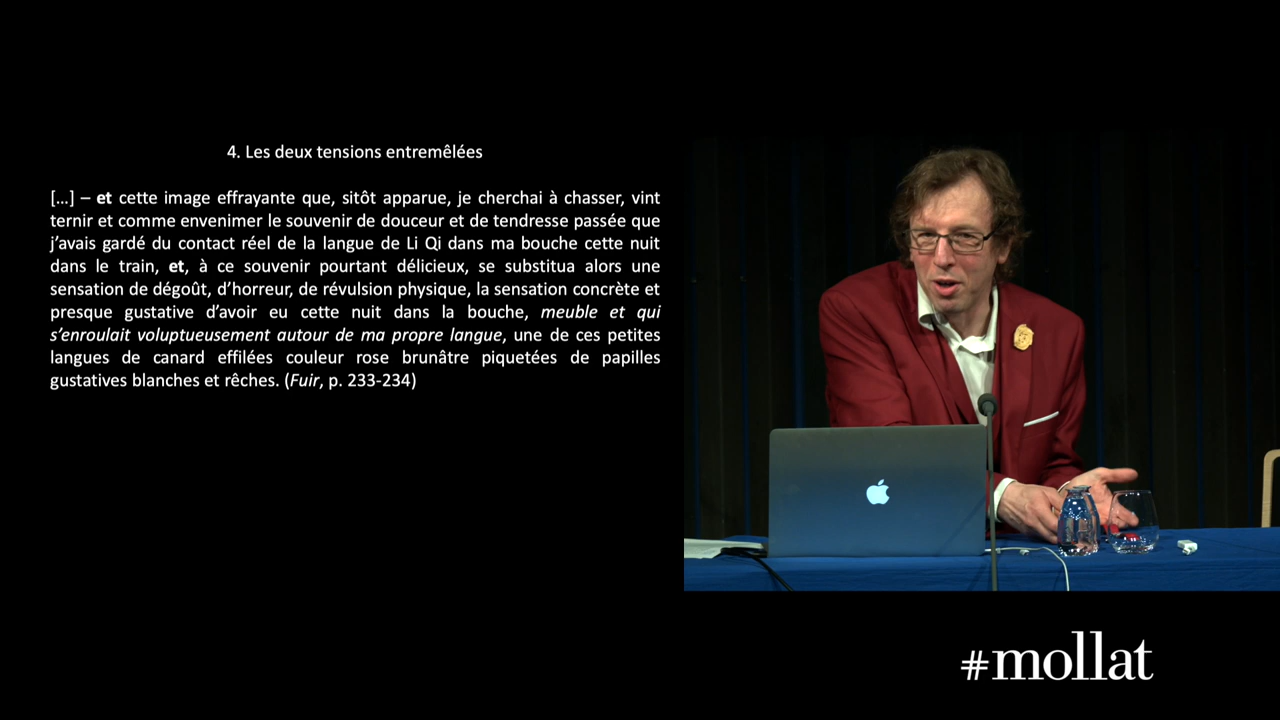 4. Les deux tensions entremêlées
[...] – et cette image effrayante que, sitôt apparue, je cherchai à chasser, vint
ternir et comme envenimer le souvenir de douceur et de tendresse passée que
j’avais gardé du contact réel de la langue de Li Qi dans ma bouche cette nuit
dans le train, et, à ce souvenir pourtant délicieux, se substitua alors une
sensation de dégoût, d’horreur, de révulsion physique, la sensation concrète et
presque gustative d’avoir eu cette nuit dans la bouche, meuble et qui
s’enroulait voluptueusement autour de ma propre langue, une de ces petites
langues de canard effilées couleur rose brunâtre piquetées de papilles
gustatives blanches et rêches. (Fuir, p. 233-234)
#mollat